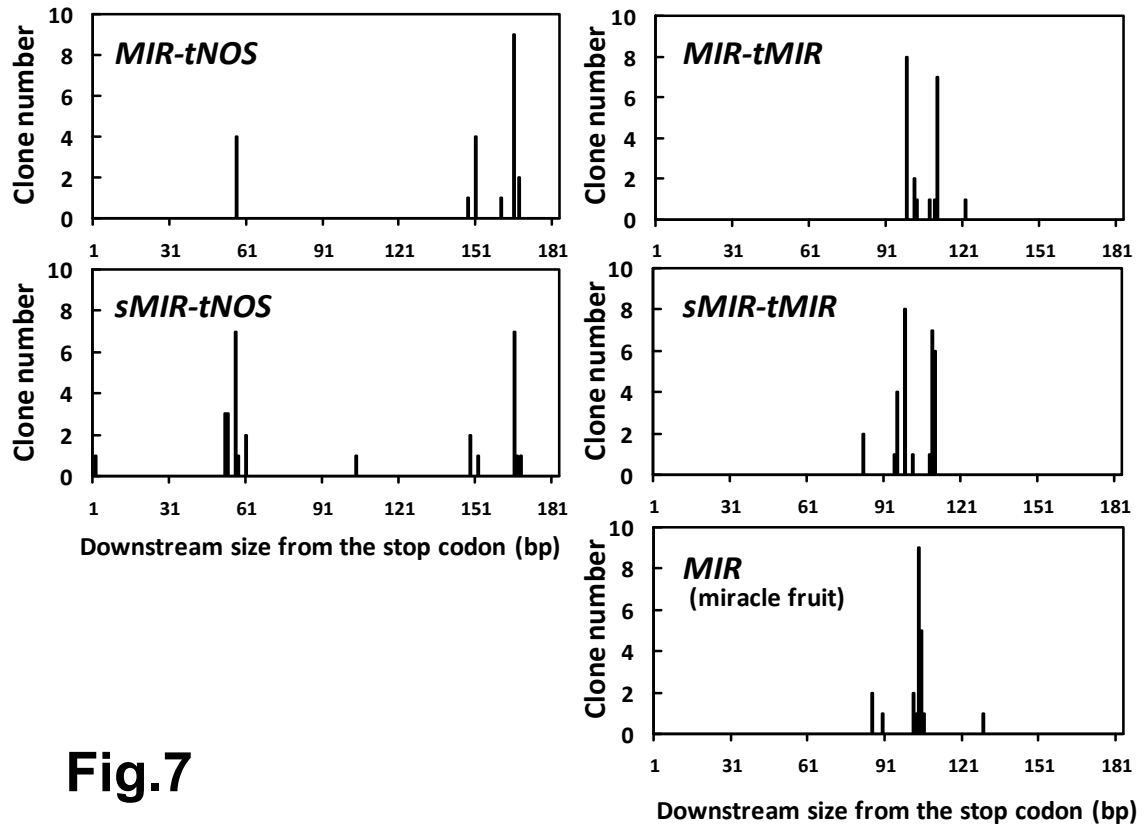 10
8
6
4
2
0
Clone number
MIR-tNOS
1 31 61 91 121 151 181
10
8
6
4
2
0
Clone number
MIR-tMIR
1 31 61 91 121 151 181
10
8
6
4
2
0
Clone number
sMIR-tNOS
1 31 61 91 121 151 181
Downstream size from the stop codon (bp)
10
8
6
4
2
0
Clone number
sMIR-tMIR
1 31 61 91 121 151 181
10
8
6
4
2
0
Clone number
MIR
(miracle fruit)
1 31 61 91 121 151 181
Downstream size from the stop codon (bp)
Fig.7